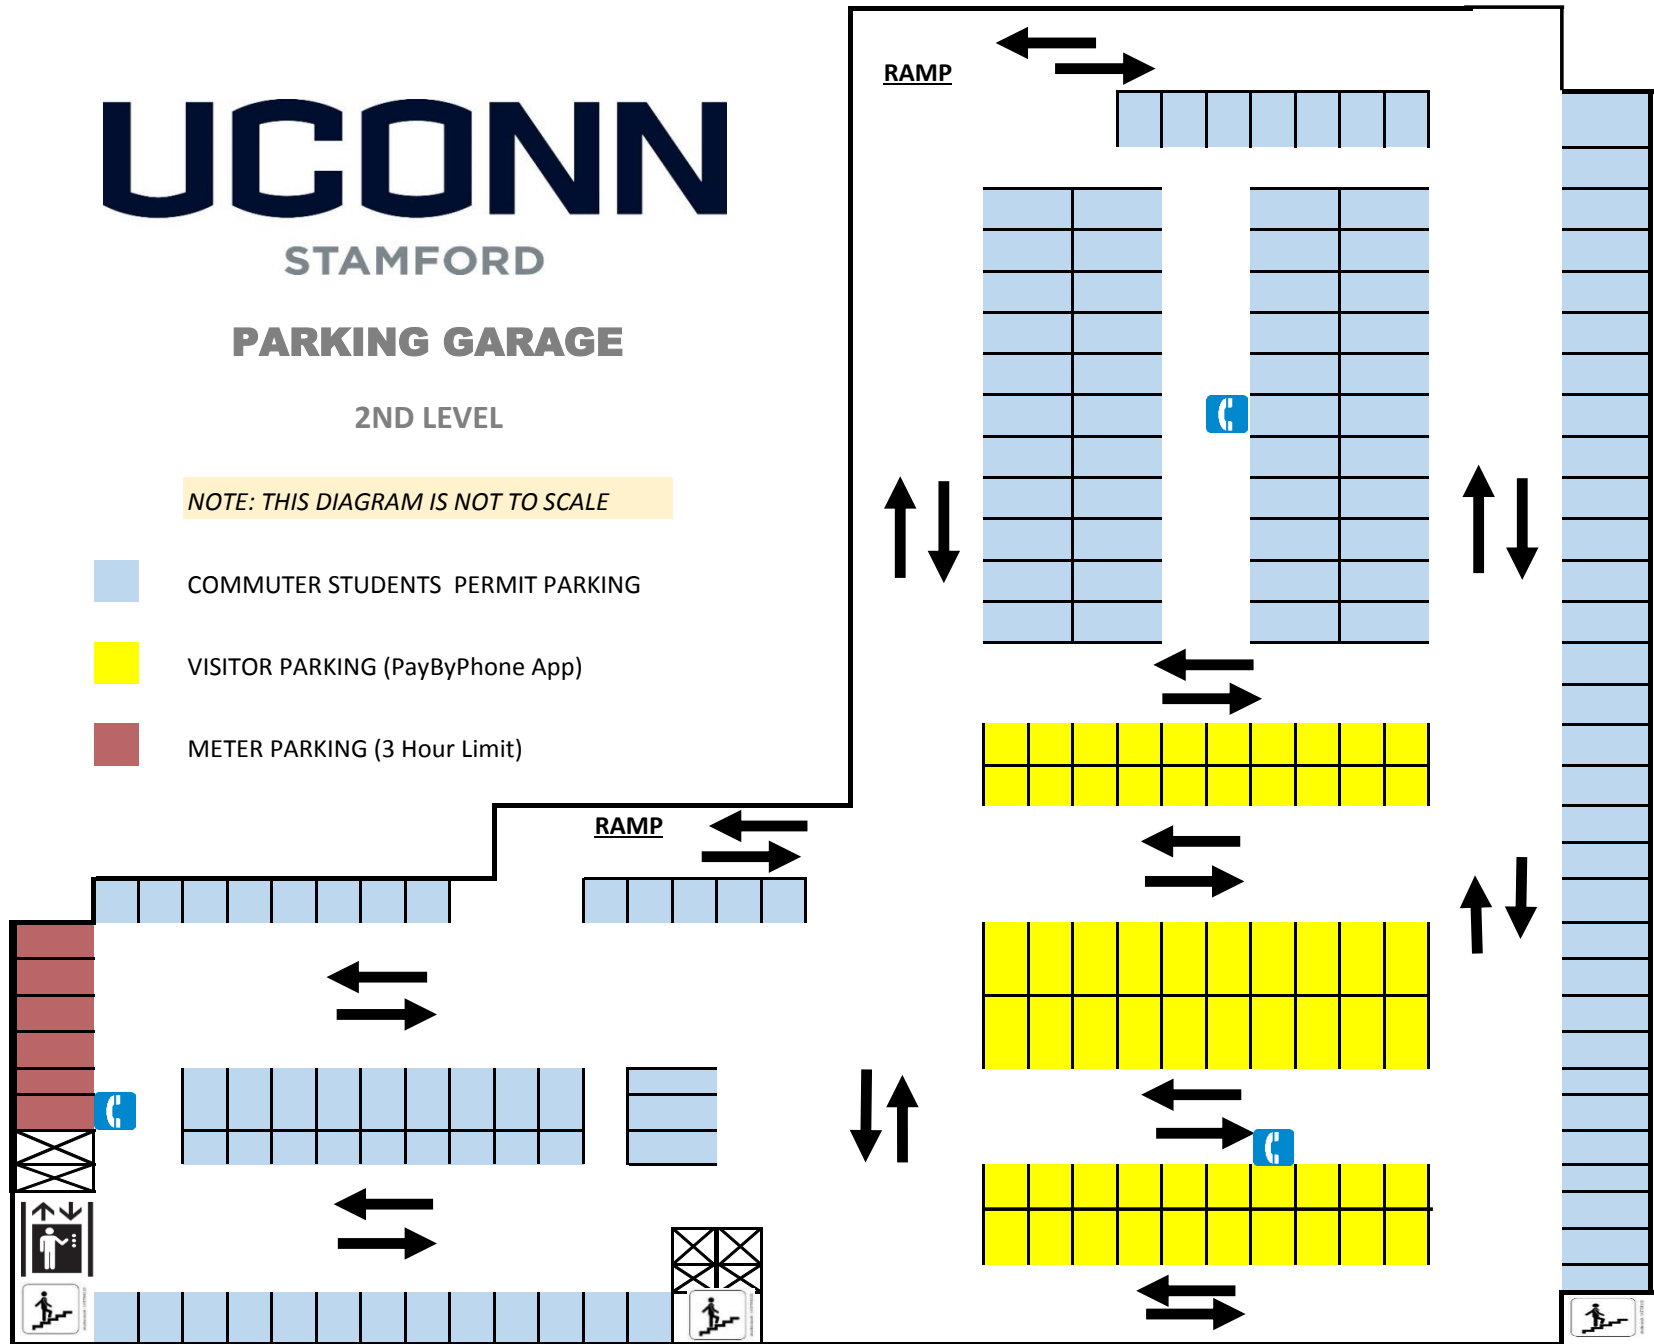 UCONN
STAMFORD
PARKING GARAGE
2ND LEVEL
NOTE: THIS DIAGRAM IS NOT TO SCALE
COMMUTER STUDENTS  PERMIT PARKING
VISITOR PARKING (PayByPhone App)
METER PARKING (3 Hour Limit)
RAMP
RAMP